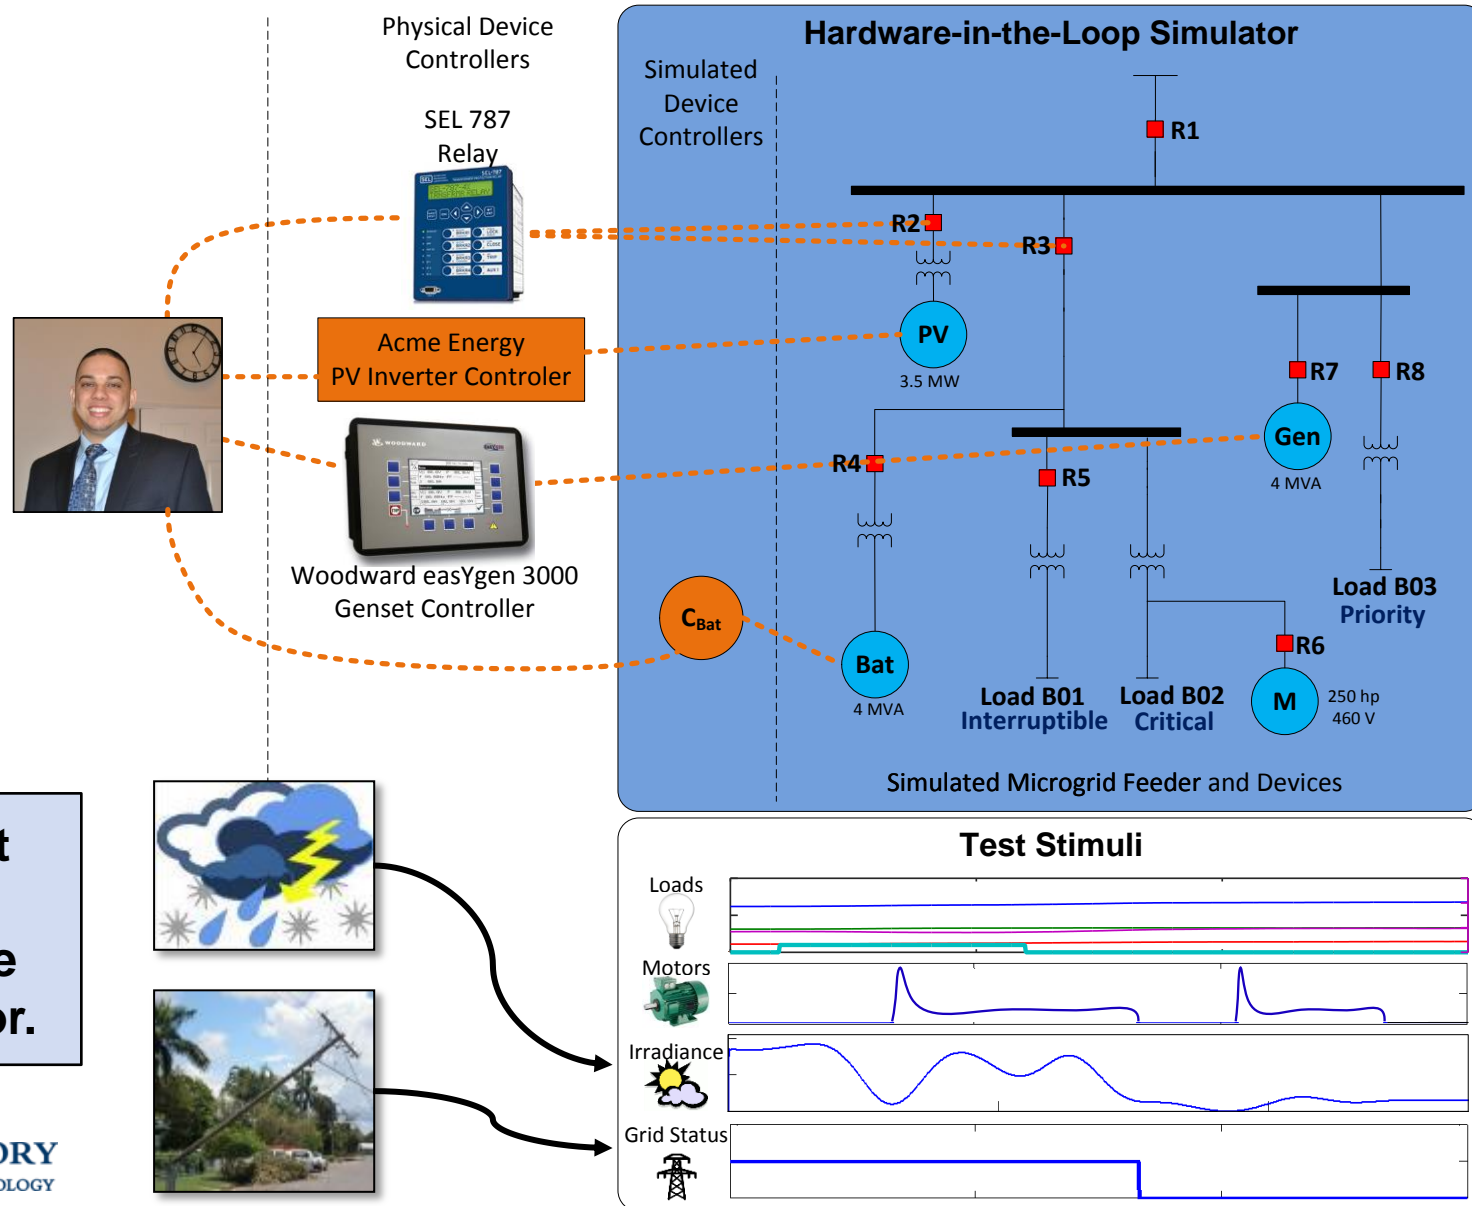 Physical Device
Controllers
SEL 787
Relay
Acme Energy
PV Inverter Controler
WOODWARD
Woodward easYgen 3000
Genset Controller
Hardware-in-the-Loop Simulator
Simulated
Device
Controllers
R1
R2
R3
PV
3.5 MW
R7
R8
Gen
4 MVA
R4
R5
Load B03
Priority
C_Bat
Bat
4 MVA
Load B01
Interruptible
Load B02
Critical
R6
M
250 hp
460 V
Simulated Microgrid Feeder and Devices
Test Stimuli
Loads
Motors
Irradiance
Grid Status